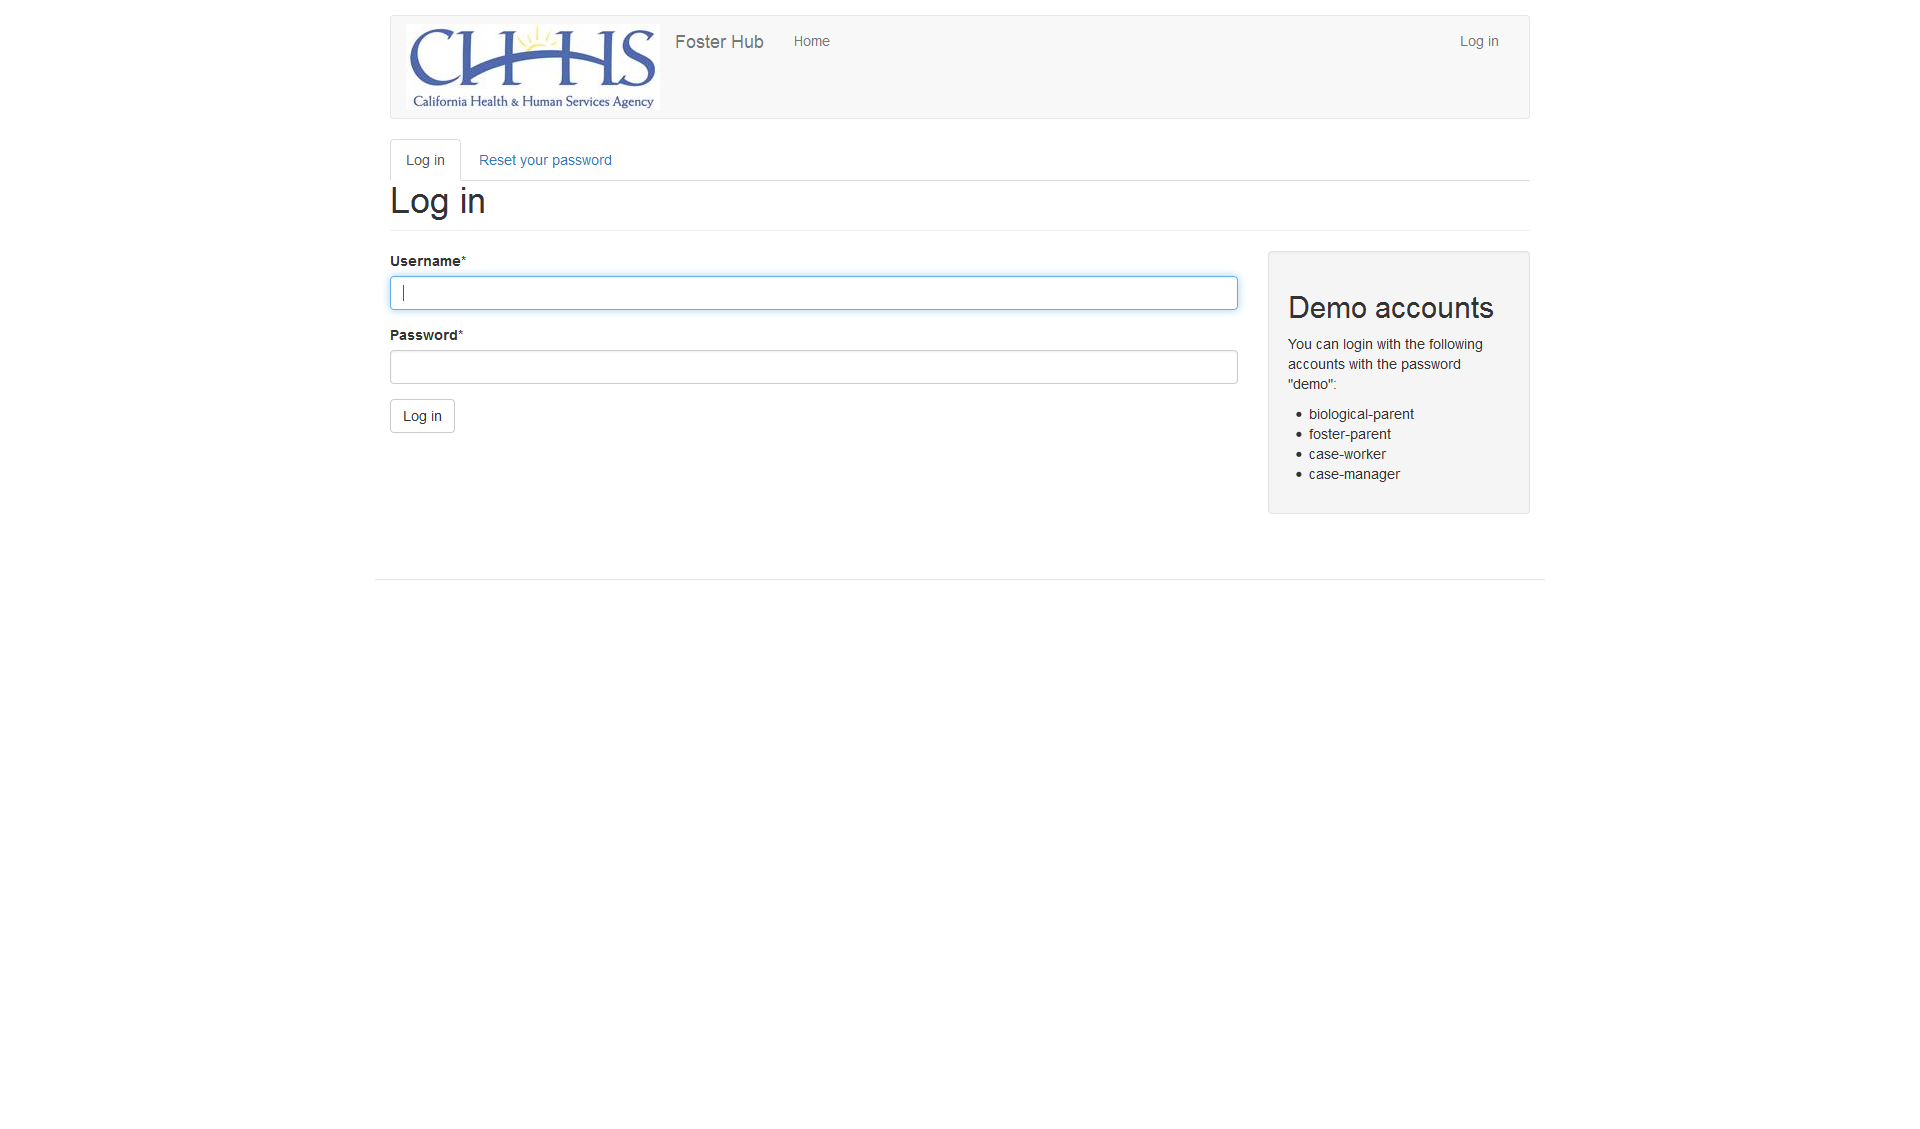 CHHS
California Health & Human Services Agency
Foster Hub
Home
Log in
Log in
Reset your password
Log in
Username*
Password*
Log in
Demo accounts
You can login with the following
accounts with the password
"demo":
biological-parent
foster-parent
case-worker
case-manager